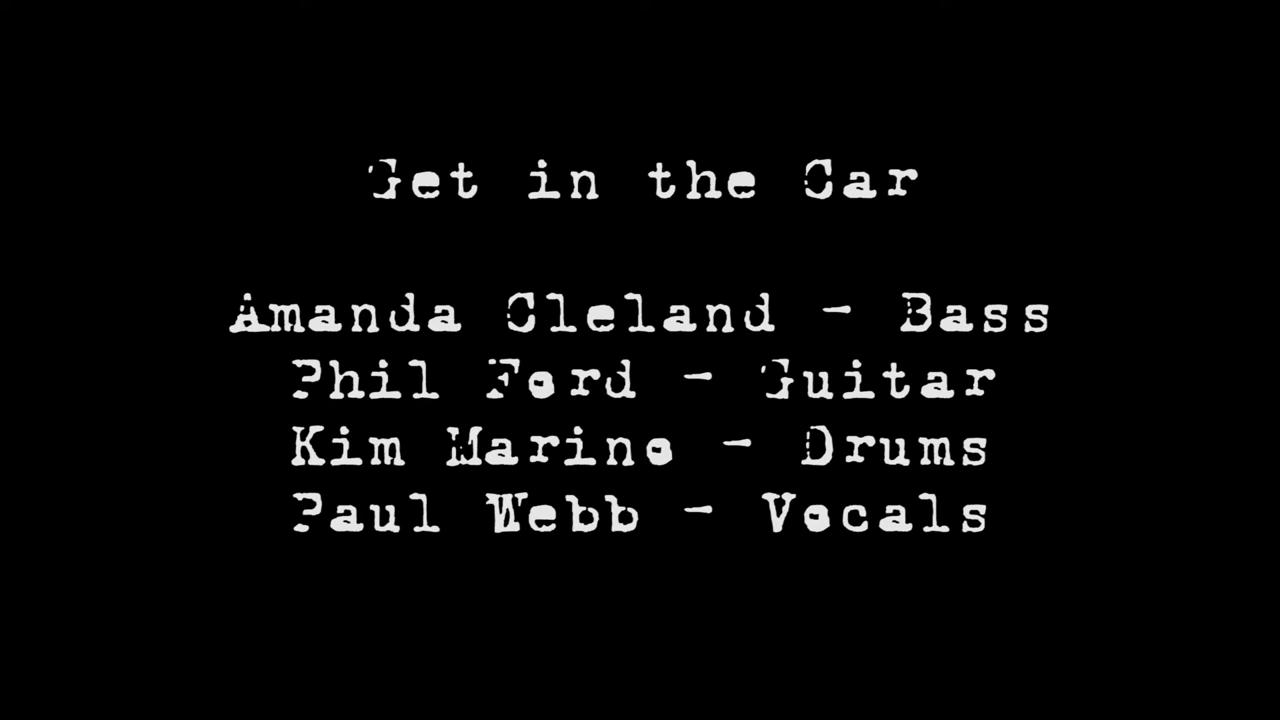 Get in the Car
Amanda Cleland - Bass
Phil Ford - Guitar
Kim Marino - Drums
Paul Webb - Vocals